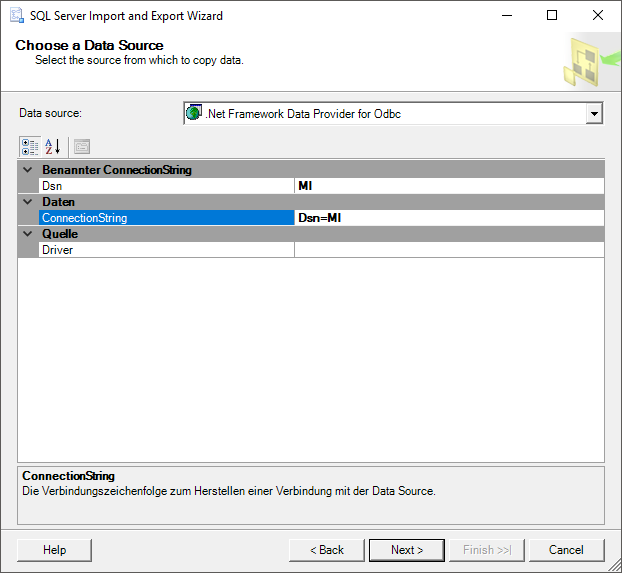 SQL Server Import and Export Wizard
Choose a Data Source
Select the source from which to copy data.
Data source:
.Net Framework Data Provider for Odbc
A
Z
Benannter ConnectionString
Dsn MI
Daten
ConnectionString Dsn=MI
Quelle
Driver
ConnectionString
Die Verbindungszeichenfolge zum Herstellen einer Verbindung mit der Data Source.
Help < Back Next > Finish >>| Cancel